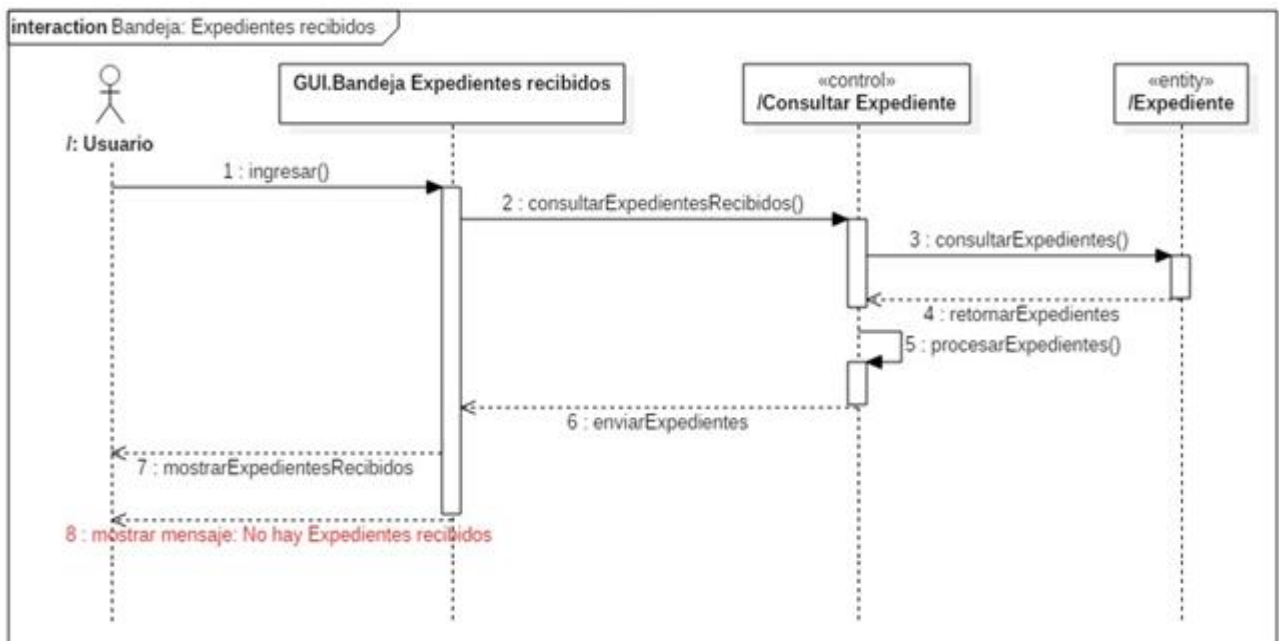 interaction Bandeja: Expedientes recibidos
/: Usuario
GUI.Bandeja Expedientes recibidos
«control»
/Consultar Expediente
«entity»
/Expediente
1 : ingresar()
2 : consultarExpedientesRecibidos()
3 : consultarExpedientes()
4 : retornarExpedientes
5 : procesarExpedientes()
6 : enviarExpedientes
7 : mostrarExpedientesRecibidos
8 : mostrar mensaje: No hay Expedientes recibidos